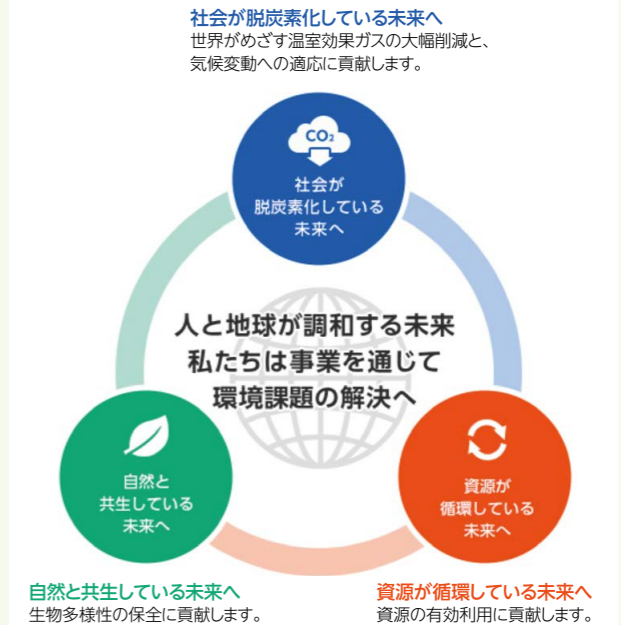 社会が脱炭素化している未来へ
世界がめざす温室効果ガスの大幅削減と、
気候変動への適応に貢献します。
CO₂
社会が
脱炭素化している
未来へ
人と地球が調和する未来
私たちは事業を通じて
環境課題の解決へ
自然と
共生している
未来へ
資源が
循環している
未来へ
自然と共生している未来へ
生物多様性の保全に貢献します。
資源が循環している未来へ
資源の有効利用に貢献します。